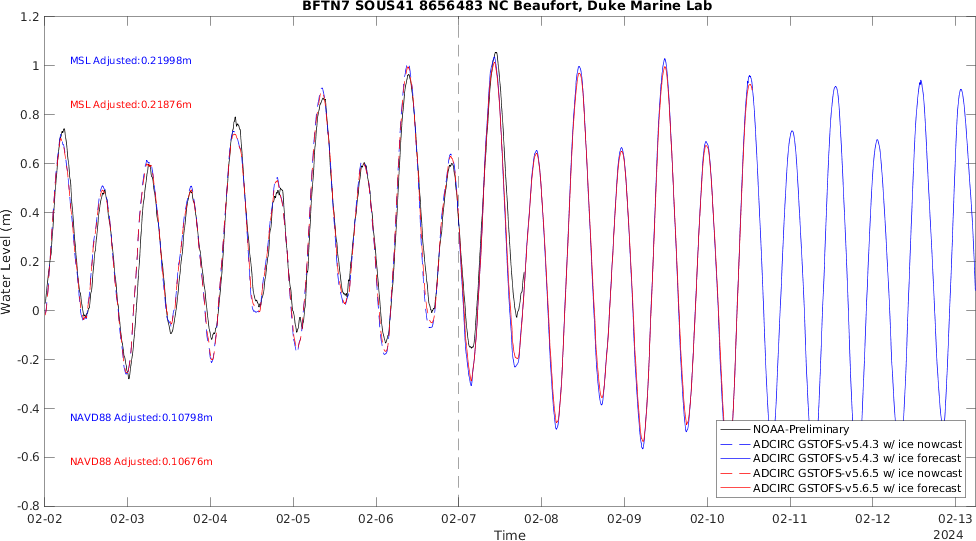 BFTN7 SOUS41 8656483 NC Beaufort, Duke Marine Lab
1.2
1
0.8
0.6
0.4
0.2
0
-0.2
-0.4
-0.6
-0.8
Water Level (m)
MSL Adjusted:0.21998m
MSL Adjusted:0.21876m
NAVD88 Adjusted:0.10798m
NAVD88 Adjusted:0.10676m
NOAA-Preliminary
ADCIRC GSTOFS-v5.4.3 w/ ice nowcast
ADCIRC GSTOFS-v5.4.3 w/ ice forecast
ADCIRC GSTOFS-v5.6.5 w/ ice nowcast
ADCIRC GSTOFS-v5.6.5 w/ ice forecast
02-02 02-03 02-04 02-05 02-06 02-07 02-08 02-09 02-10 02-11 02-12 02-13
Time
2024